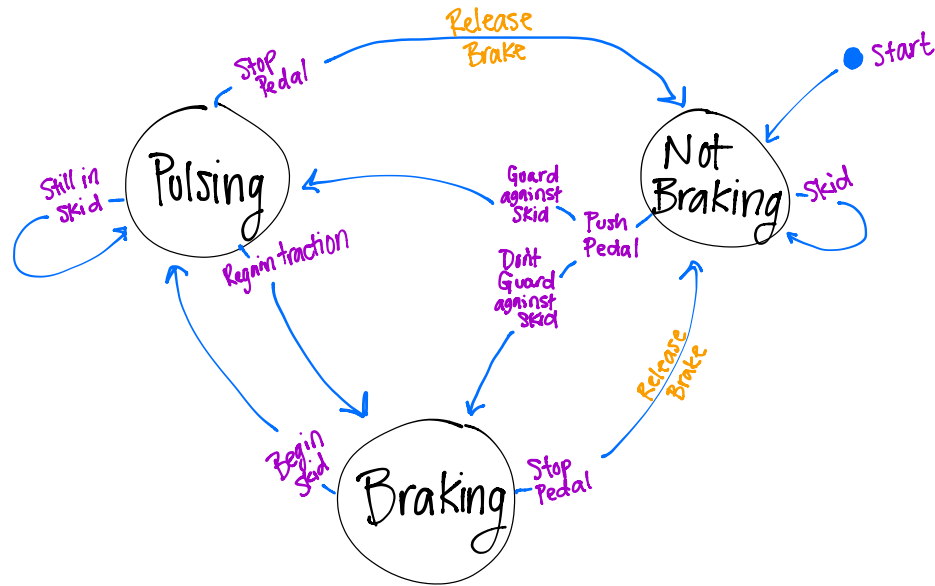 Release
Brake
Start
Stop
Pedal
Not
Braking
Pulsing
Still in
Skid
Skid
Guard
against
Skid
Push
Pedal
Regain traction
Don't
Guard
against
Skid
Release
Brake
Begin
Skid
Braking
Stop
Pedal